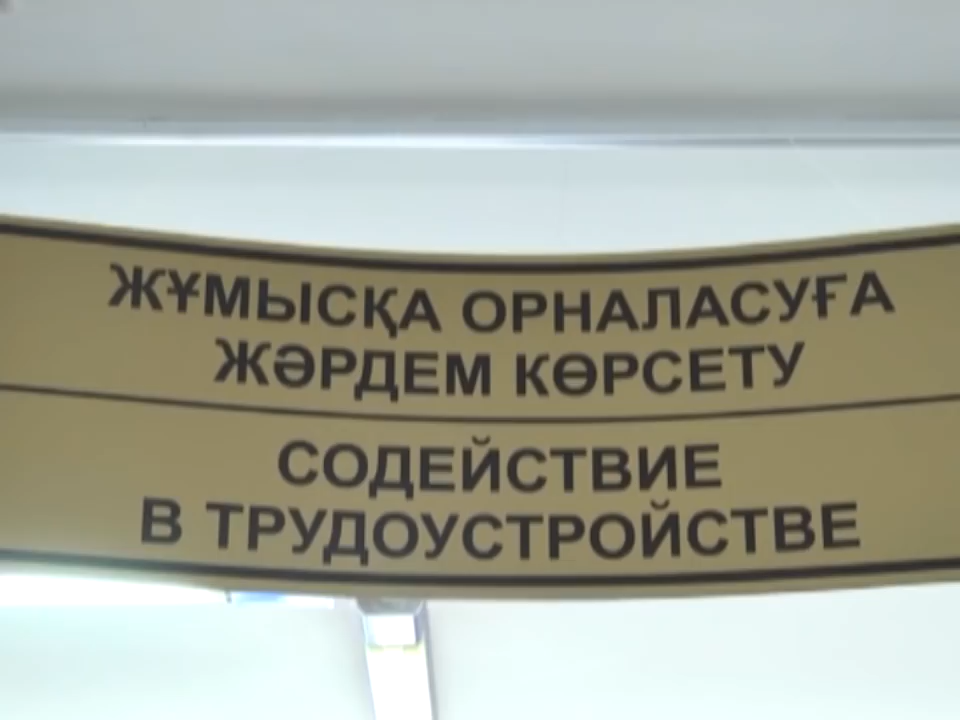 ЖҰМЫСҚА ОРНАЛАСУҒА
ЖӘРДЕМ КӨРСЕТУ
СОДЕЙСТВИЕ
В ТРУДОУСТРОЙСТВЕ